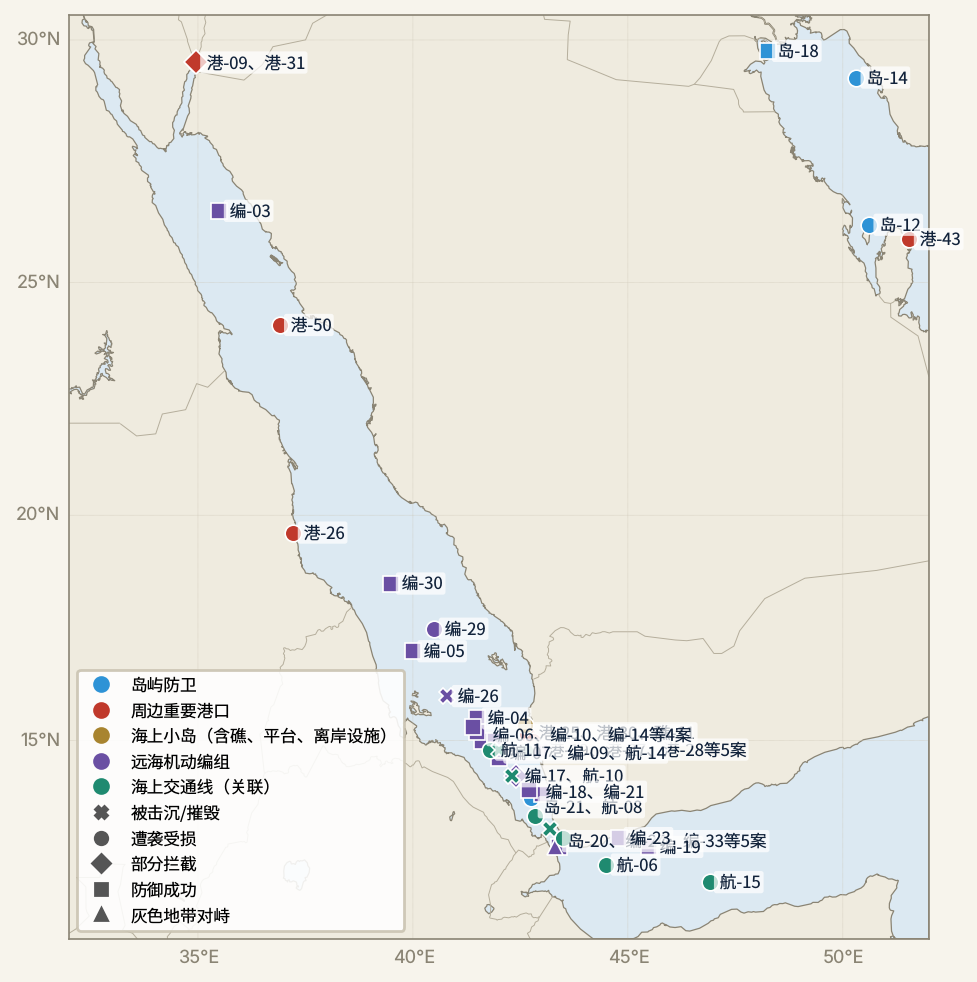 30°N
25°N
20°N
15°N
35°E
40°E
45°E
50°E
港-09、港-31
岛-18
岛-14
编-03
岛-12
港-43
港-50
港-26
编-30
编-29
编-05
编-26
编-04
编-06、编-10、编-14等4案
航-11
编-09、航-14
港-28等5案
编-17、航-10
编-18、编-21
岛-21、航-08
岛-20、
编-23
编-33等5案
编-19
航-06
航-15
岛屿防卫
周边重要港口
海上小岛（含礁、平台、离岸设施）
远海机动编组
海上交通线（关联）
被击沉/摧毁
遭袭受损
部分拦截
防御成功
灰色地带对峙